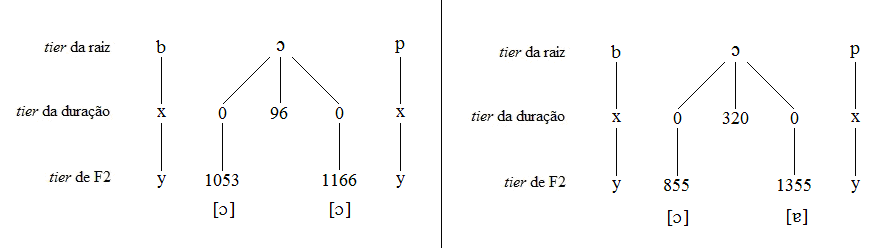 tier da raiz b ɔ p
tier da duração x 0 96 0 x
tier de F2 y 1053 1166 y
[ɔ] [ɔ]
tier da raiz b ɔ p
tier da duração x 0 320 0 x
tier de F2 y 855 1355 y
[ɔ] [ɐ]